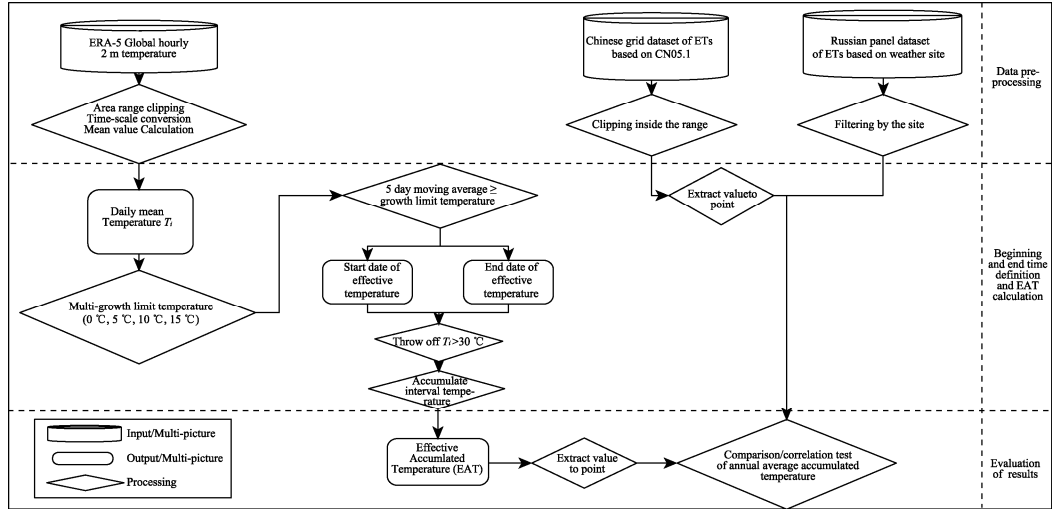 ERA-5 Global hourly
2 m temperature
Chinese grid dataset of ETs
based on CN05.1
Russian panel dataset
of ETs based on weather site
Data pre-
processing
Area range clipping
Time-scale conversion
Mean value Calculation
Clipping inside the range
Filtering by the site
Daily mean
Temperature Ti
5 day moving average ≥
growth limit temperature
Extract valueto
point
Start date of
effective
temperature
End date of
effective
temperature
Beginning
and end time
definition
and EAT
calculation
Multi-growth limit temperature
(0 ℃, 5 ℃, 10 ℃, 15 ℃)
Throw off Ti>30 ℃
Accumulate
interval tempe-
rature
Input/Multi-picture
Output/Multi-picture
Processing
Effective
Accumlated
Temperature (EAT)
Extract value
to point
Comparison/correlation test
of annual average accumulated
temperature
Evaluation
of results